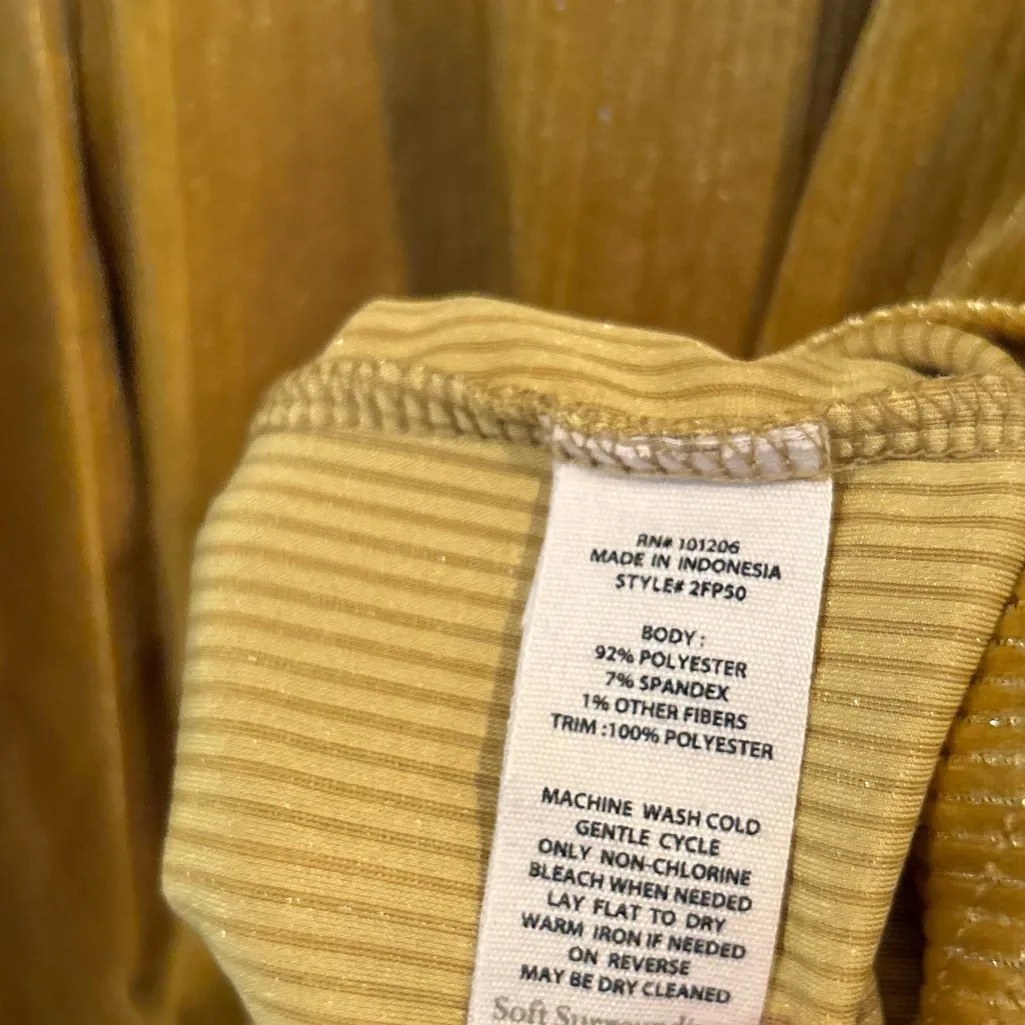 RN# 101206
MADE IN INDONESIA
STYLE# 2FP50
BODY:
92% POLYESTER
7% SPANDEX
1% OTHER FIBERS
TRIM :100% POLYESTER
MACHINE WASH COLD
GENTLE CYCLE
ONLY NON-CHLORINE
BLEACH WHEN NEEDED
LAY FLAT TO DRY
WARM IRON IF NEEDED
ON REVERSE
MAY BE DRY CLEANED
Soft